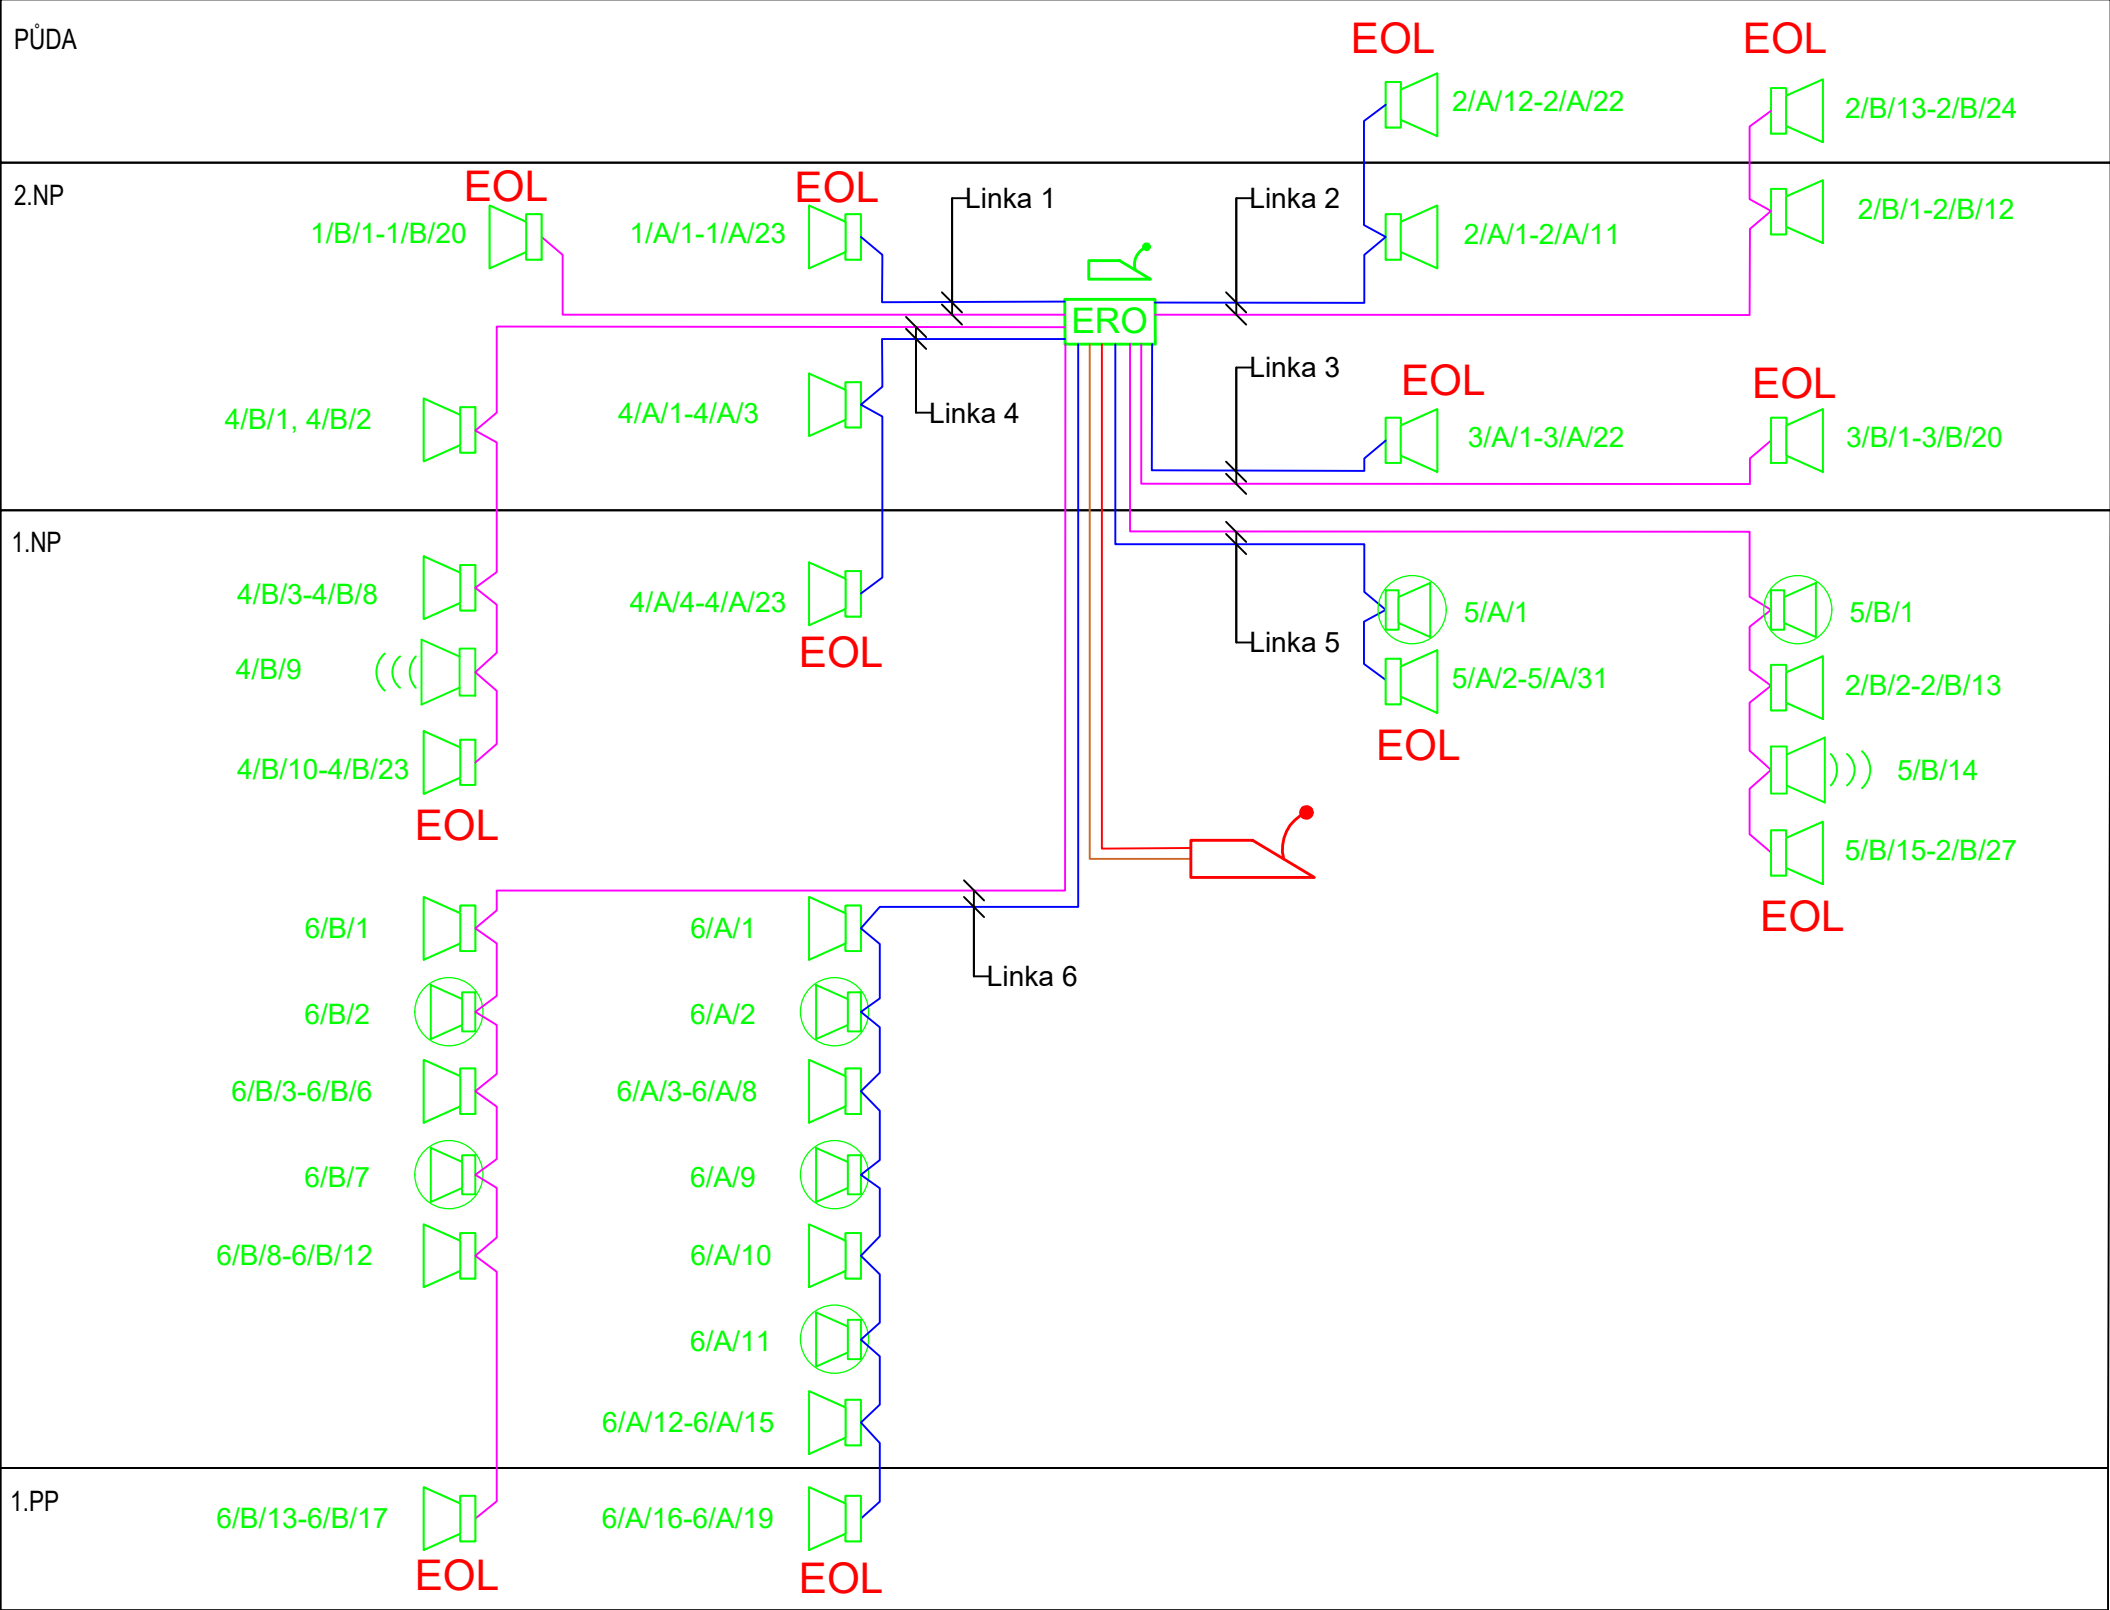 PŮDA
EOL
EOL
2/A/12-2/A/22
2/B/13-2/B/24
2.NP
EOL
EOL
Linka 1
Linka 2
1/B/1-1/B/20
1/A/1-1/A/23
2/A/1-2/A/11
2/B/1-2/B/12
ERO
Linka 3
EOL
EOL
4/B/1, 4/B/2
4/A/1-4/A/3
Linka 4
3/A/1-3/A/22
3/B/1-3/B/20
1.NP
4/B/3-4/B/8
4/A/4-4/A/23
EOL
5/A/1
5/B/1
Linka 5
4/B/9
5/A/2-5/A/31
2/B/2-2/B/13
EOL
4/B/10-4/B/23
5/B/14
EOL
5/B/15-2/B/27
EOL
6/B/1
6/A/1
Linka 6
6/B/2
6/A/2
6/B/3-6/B/6
6/A/3-6/A/8
6/B/7
6/A/9
6/B/8-6/B/12
6/A/10
6/A/11
6/A/12-6/A/15
1.PP
6/B/13-6/B/17
6/A/16-6/A/19
EOL
EOL